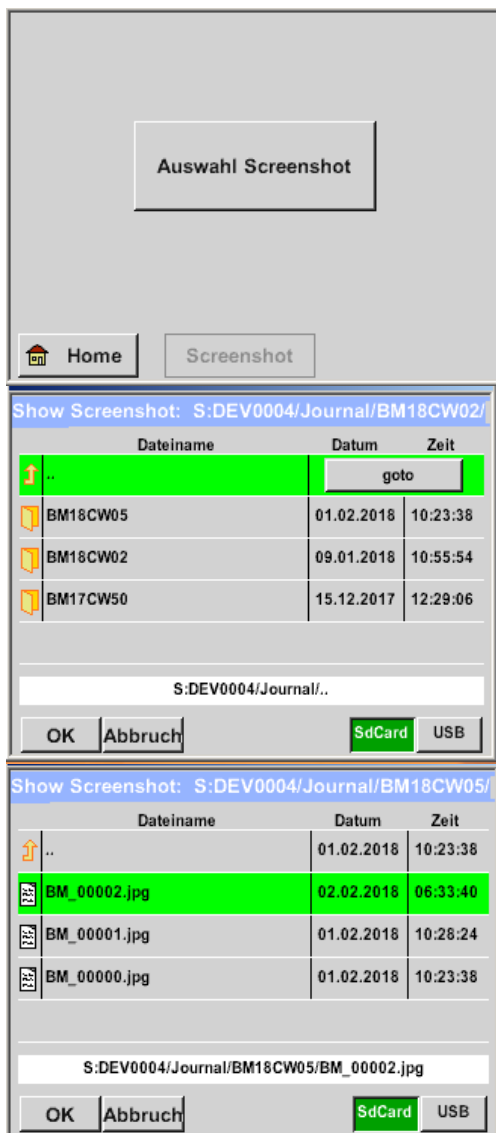 Auswahl Screenshot
Home Screenshot
Show Screenshot: S:DEV0004/Journal/BM18CW02/
Dateiname Datum Zeit
.. goto
BM18CW05 01.02.2018 10:23:38
BM18CW02 09.01.2018 10:55:54
BM17CW50 15.12.2017 12:29:06
S:DEV0004/Journal/..
OK Abbruch SdCard USB
Show Screenshot: S:DEV0004/Journal/BM18CW05/
Dateiname Datum Zeit
.. 01.02.2018 10:23:38
BM_00002.jpg 02.02.2018 06:33:40
BM_00001.jpg 01.02.2018 10:28:24
BM_00000.jpg 01.02.2018 10:23:38
S:DEV0004/Journal/BM18CW05/BM_00002.jpg
OK Abbruch SdCard USB